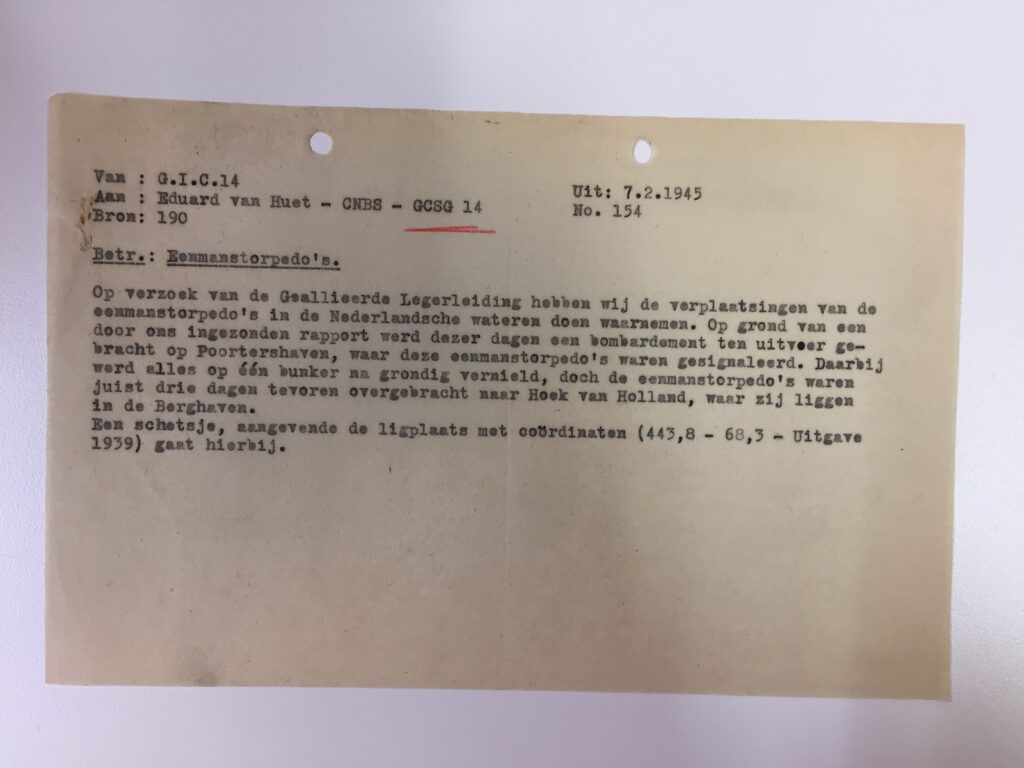 Van : G.I.C.14
Aan : Eduard van Huet - CNBS - GCSG 14
Bron: 190
Uit: 7.2.1945
No. 154
Betr.: Eenmanstorpedo's.
Op verzoek van de Geallieerde Legerleiding hebben wij de verplaatsingen van de
eenmanstorpedo's in de Nederlandsche wateren doen waarnemen. Op grond van een
door ons ingezonden rapport werd dezer dagen een bombardement ten uitvoer ge-
bracht op Poortershaven, waar deze eenmanstorpedo's waren gesignaleerd. Daarbij
werd alles op één bunker na grondig vernield, doch de eenmanstorpedo's waren
juist drie dagen tevoren overgebracht naar Hoek van Holland, waar zij liggen
in de Berghaven.
Een schetsje, aangevende de ligplaats met coördinaten (443,8 - 68,3 - Uitgave
1939) gaat hierbij.